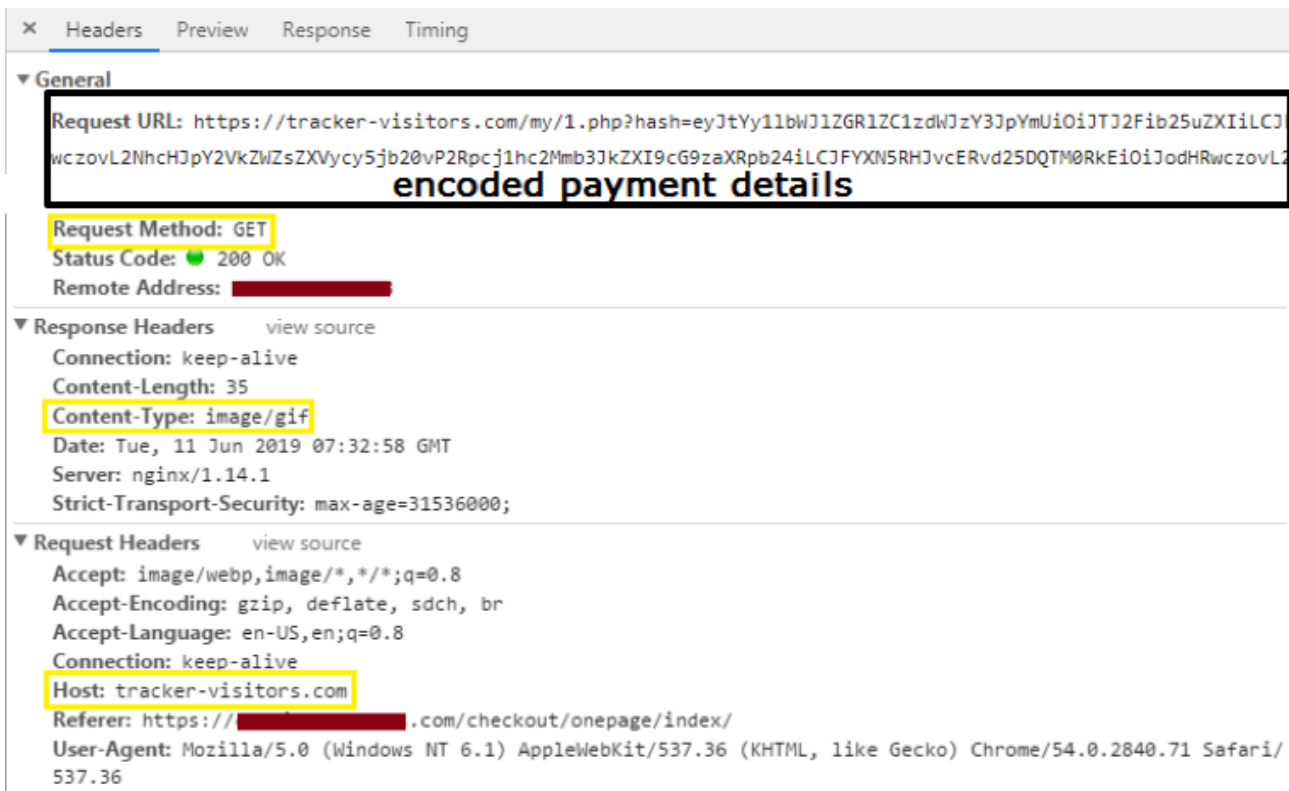 × Headers Preview Response Timing
▼ General
Request URL: https://tracker-visitors.com/my/1.php?hash=eyJtYy1lbWJlZGRlZC1zdWJzY3JpYmUiOiJTJ2Fib25uZXIiLCJF
wczovL2NhcHJpY2VkZWZsZXVycy5jb20vP2Rpcj1hc2Mmb3JkZXI9cG9zaXRpb24iLCJFYXN5RHJvcERvd25DQTM0RkEiOiJodHRwczovL2
encoded payment details
Request Method: GET
Status Code: 200 OK
Remote Address:
▼ Response Headers view source
Connection: keep-alive
Content-Length: 35
Content-Type: image/gif
Date: Tue, 11 Jun 2019 07:32:58 GMT
Server: nginx/1.14.1
Strict-Transport-Security: max-age=31536000;
▼ Request Headers view source
Accept: image/webp,image/*,*/*;q=0.8
Accept-Encoding: gzip, deflate, sdch, br
Accept-Language: en-US,en;q=0.8
Connection: keep-alive
Host: tracker-visitors.com
Referer: https:// .com/checkout/onepage/index/
User-Agent: Mozilla/5.0 (Windows NT 6.1) AppleWebKit/537.36 (KHTML, like Gecko) Chrome/54.0.2840.71 Safari/
537.36